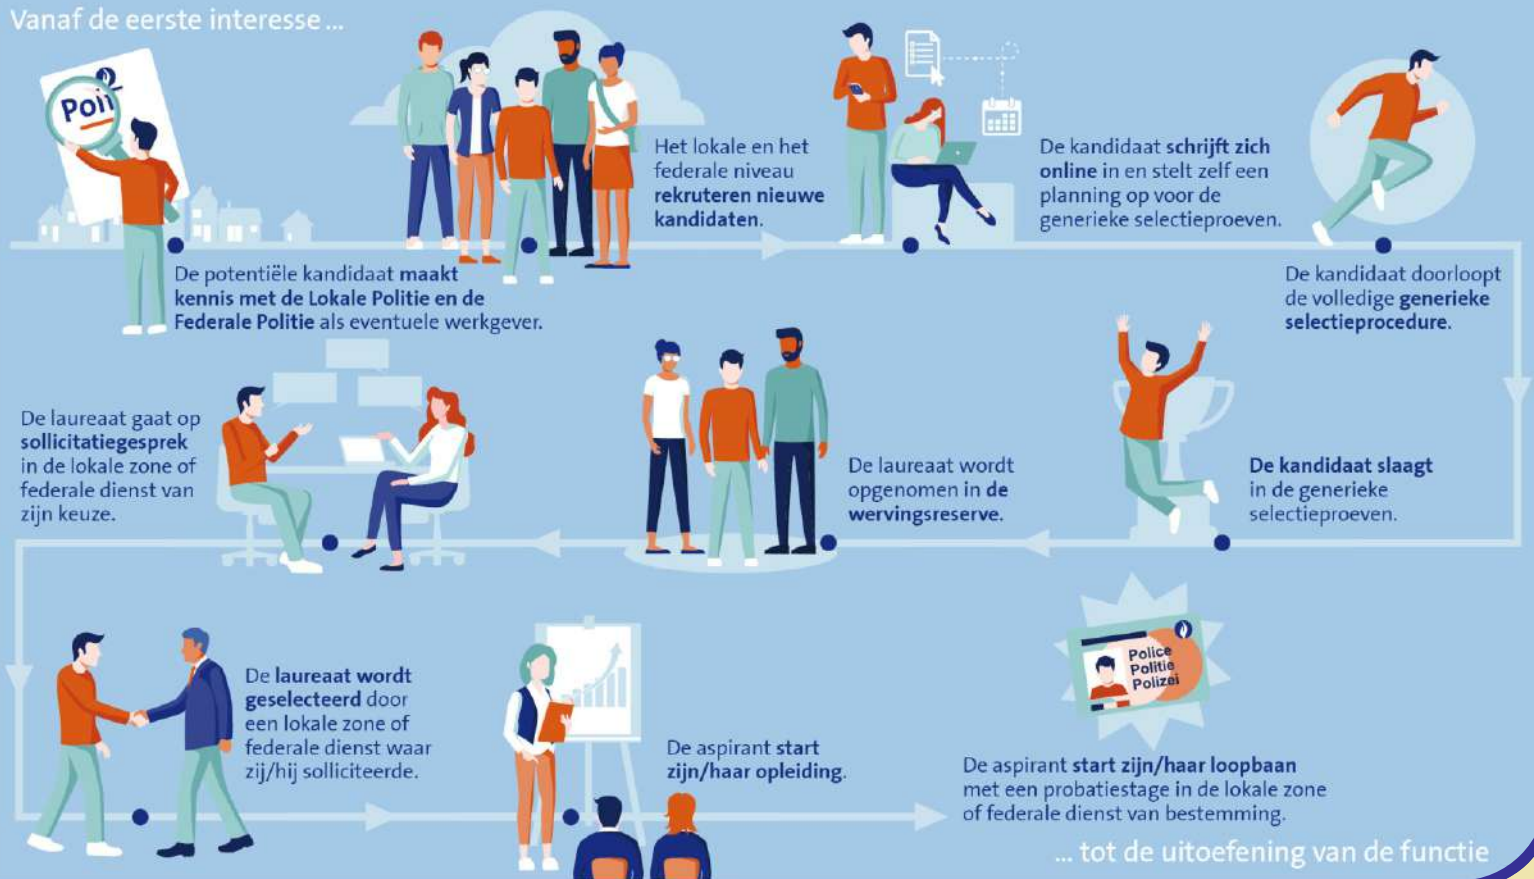 Vanaf de eerste interesse ...
Poli
De potentiële kandidaat maakt
kennis met de Lokale Politie en de
Federale Politie als eventuele werkgever.
Het lokale en het
federale niveau
rekruteren nieuwe
kandidaten.
De kandidaat schrijft zich
online in en stelt zelf een
planning op voor de
generieke selectieproeven.
De kandidaat doorloopt
de volledige generieke
selectieprocedure.
De kandidaat slaagt
in de generieke
selectieproeven.
De laureaat wordt
opgenomen in de
wervingsreserve.
De laureaat gaat op
sollicitatiegesprek
in de lokale zone of
federale dienst van
zijn keuze.
De laureaat wordt
geselecteerd door
een lokale zone of
federale dienst waar
zij/hij solliciteerde.
De aspirant start
zijn/haar opleiding.
Police
Politie
Polizei
De aspirant start zijn/haar loopbaan
met een probatiestage in de lokale zone
of federale dienst van bestemming.
... tot de uitoefening van de functie